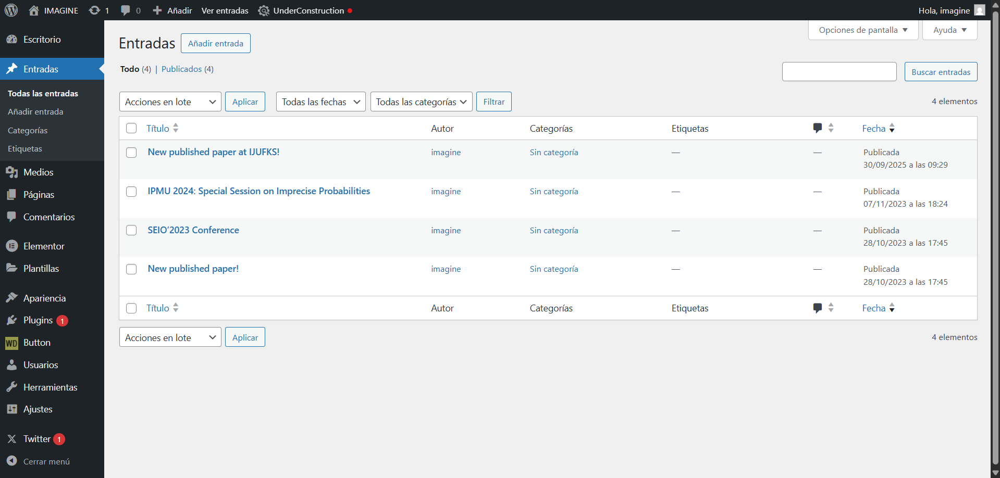 IMAGINE 1 0 Añadir Ver entradas UnderConstruction Hola, imagine
Escritorio
Entradas
Todas las entradas
Añadir entrada
Categorías
Etiquetas
Medios
Páginas
Comentarios
Elementor
Plantillas
Apariencia
Plugins 1
WD Button
Usuarios
Herramientas
Ajustes
Twitter 1
Cerrar menú
Opciones de pantalla Ayuda
Entradas Añadir entrada
Todo (4) | Publicados (4)
Buscar entradas
Acciones en lote Aplicar Todas las fechas Todas las categorías Filtrar 4 elementos
Título Autor Categorías Etiquetas Fecha
New published paper at IJUFKS! imagine Sin categoría — — Publicada
30/09/2025 a las 09:29
IPMU 2024: Special Session on Imprecise Probabilities imagine Sin categoría — — Publicada
07/11/2023 a las 18:24
SEIO’2023 Conference imagine Sin categoría — — Publicada
28/10/2023 a las 17:45
New published paper! imagine Sin categoría — — Publicada
28/10/2023 a las 17:45
Título Autor Categorías Etiquetas Fecha
Acciones en lote Aplicar 4 elementos